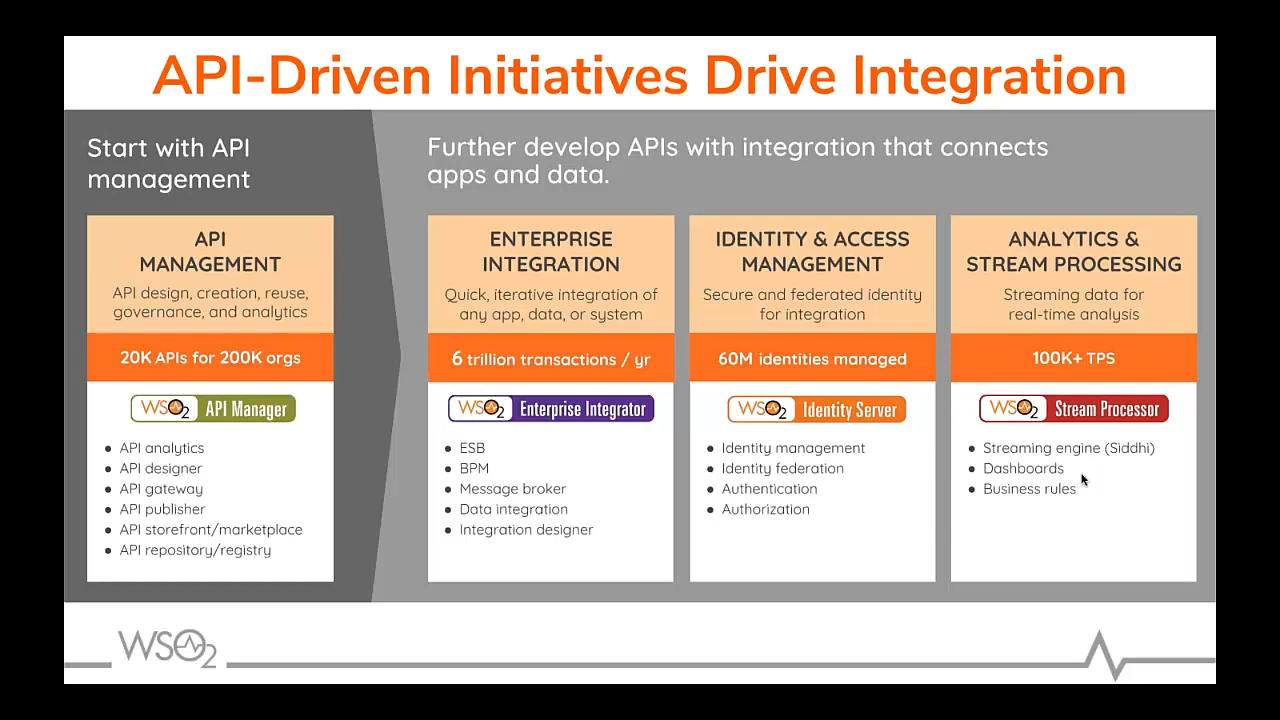 API-Driven Initiatives Drive Integration
Start with API
management
Further develop APIs with integration that connects
apps and data.
API
MANAGEMENT
API design, creation, reuse,
governance, and analytics
20K APIs for 200K orgs
WSO2 API Manager
• API analytics
• API designer
• API gateway
• API publisher
• API storefront/marketplace
• API repository/registry
ENTERPRISE
INTEGRATION
Quick, iterative integration of
any app, data, or system
6 trillion transactions / yr
WSO2 Enterprise Integrator
• ESB
• BPM
• Message broker
• Data integration
• Integration designer
IDENTITY & ACCESS
MANAGEMENT
Secure and federated identity
for integration
60M identities managed
WSO2 Identity Server
• Identity management
• Identity federation
• Authentication
• Authorization
ANALYTICS &
STREAM PROCESSING
Streaming data for
real-time analysis
100K+ TPS
WSO2 Stream Processor
• Streaming engine (Siddhi)
• Dashboards
• Business rules
WSO2